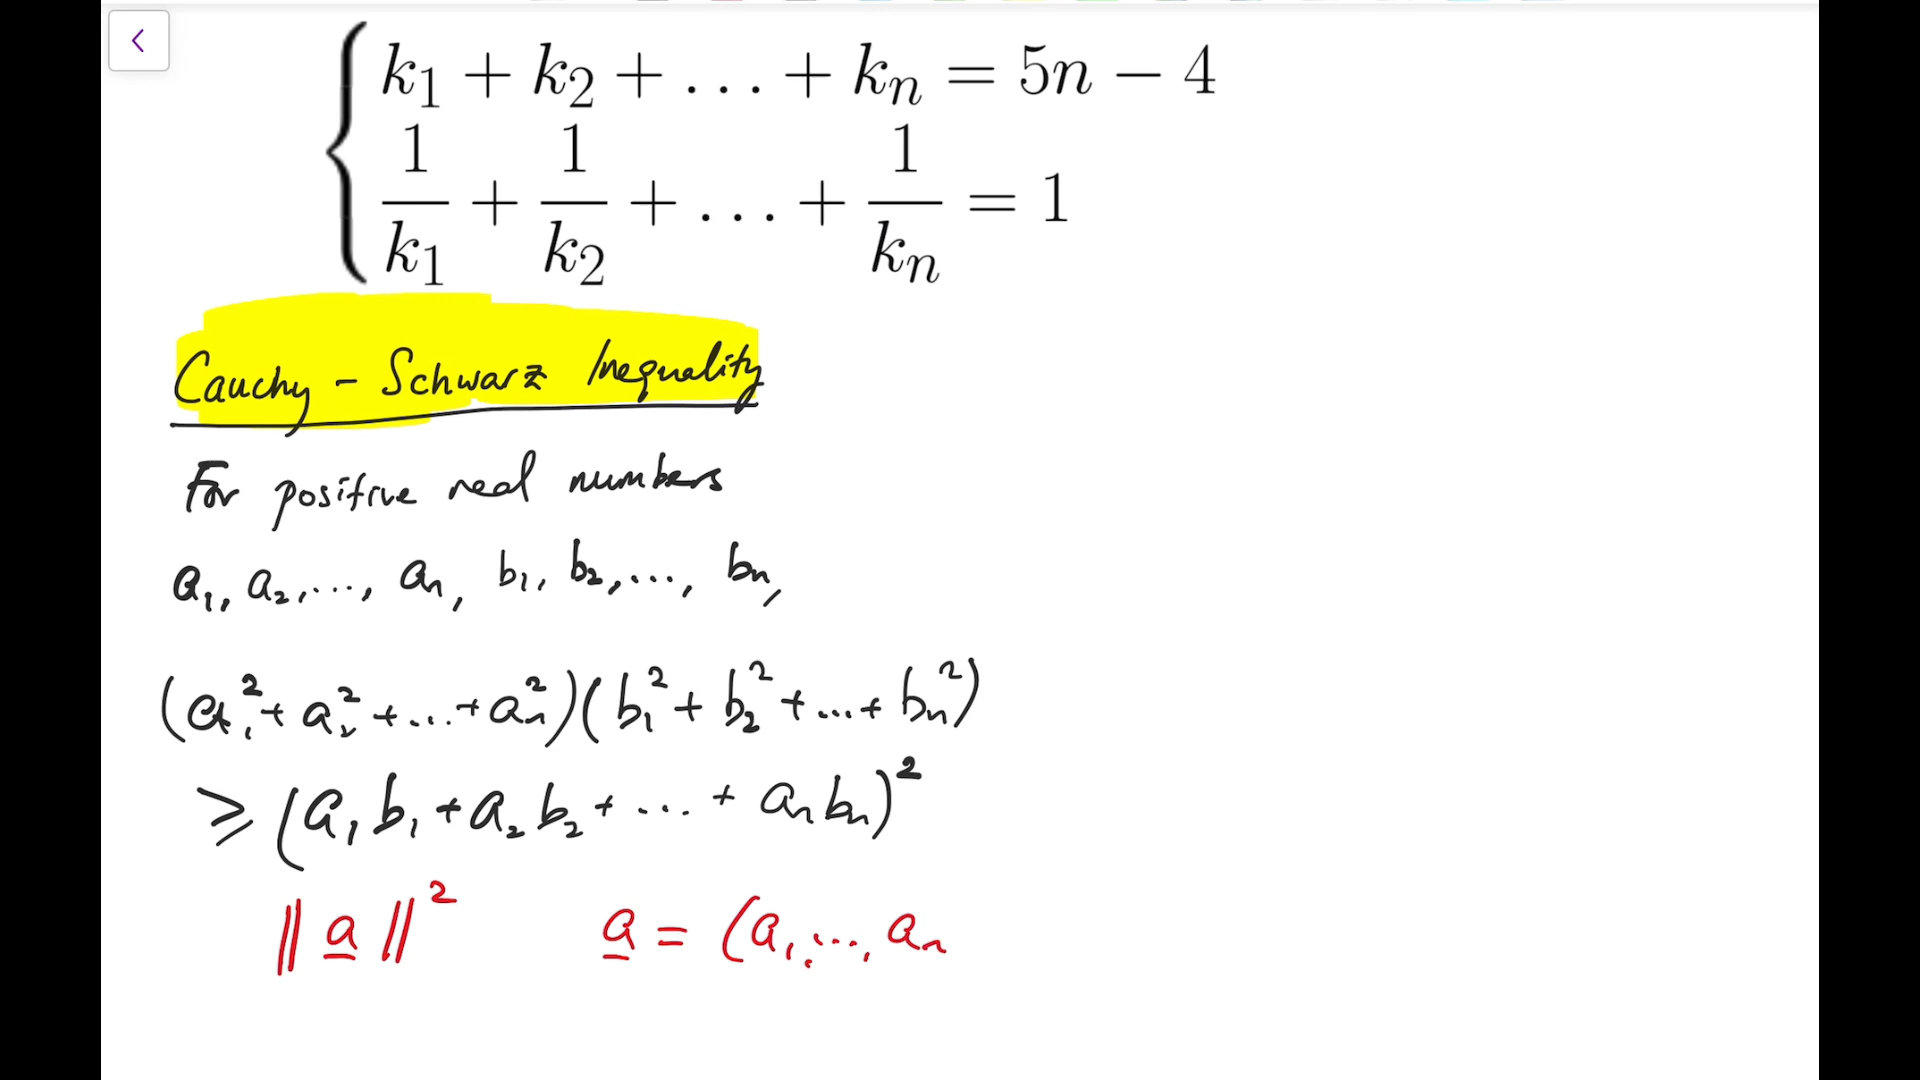 k₁ + k₂ + . . . + kₙ = 5n − 4
1/k₁ + 1/k₂ + . . . + 1/kₙ = 1
Cauchy - Schwarz Inequality
For positive real numbers
a₁, a₂, ..., aₙ, b₁, b₂, ..., bₙ,
(a₁² + a₂² + ... + aₙ²)(b₁² + b₂² + ... + bₙ²)
≥ (a₁b₁ + a₂b₂ + ... + aₙbₙ)²
‖a‖² a = (a₁, ..., aₙ